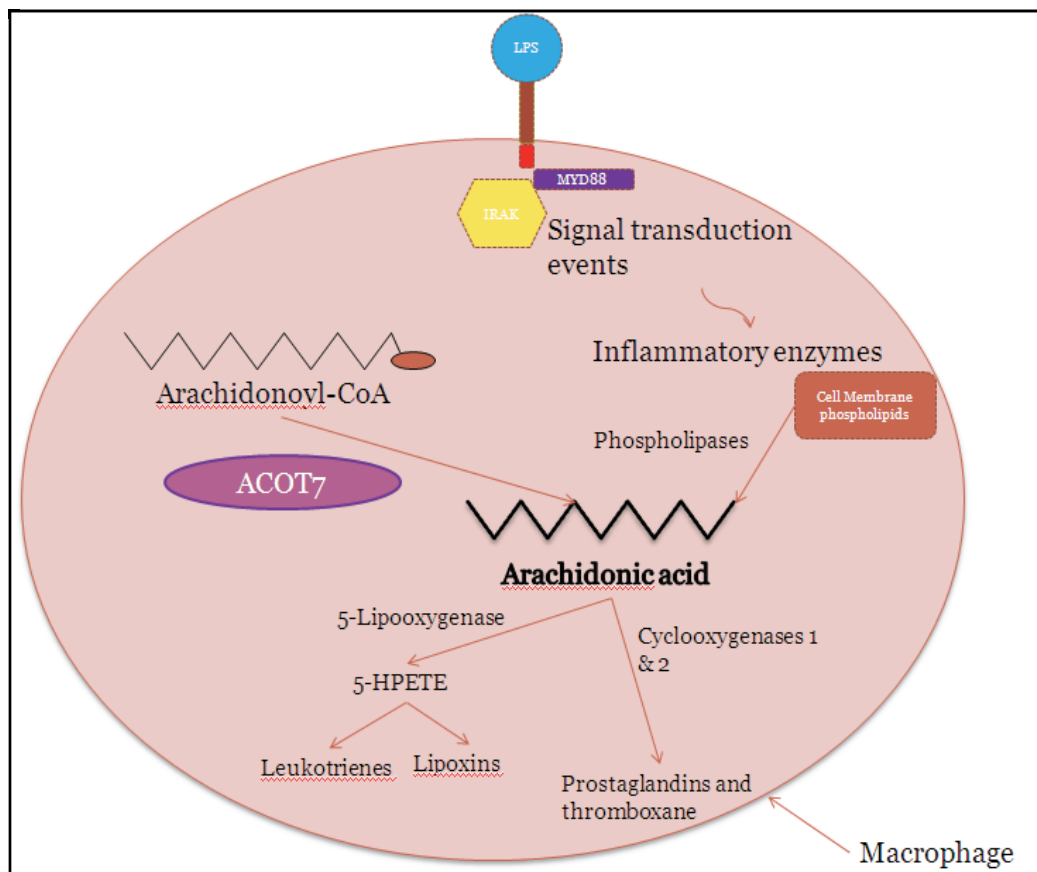 LPS
MYD88
IRAK
Signal transduction
events
Inflammatory enzymes
Arachidonoyl-CoA
Cell Membrane
phospholipids
Phospholipases
ACOT7
Arachidonic acid
5-Lipooxygenase
Cyclooxygenases 1
& 2
5-HPETE
Leukotrienes
Lipoxins
Prostaglandins and
thromboxane
Macrophage